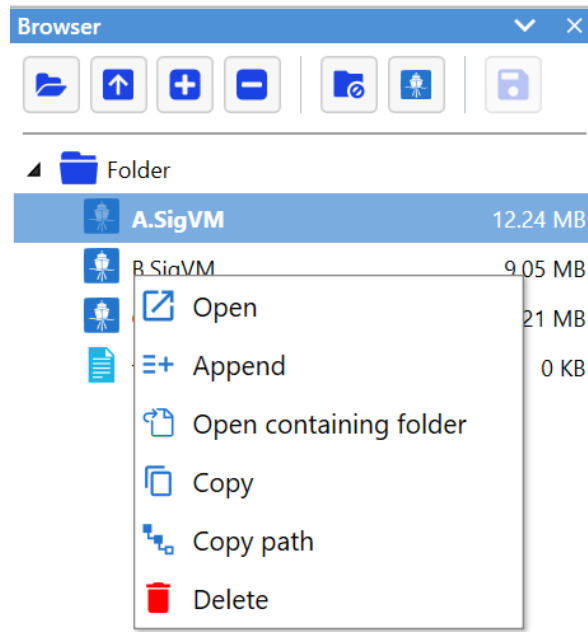 Browser
Folder
A.SigVM 12.24 MB
B.SigVM 9.05 MB
21 MB
0 KB
Open
Append
Open containing folder
Copy
Copy path
Delete